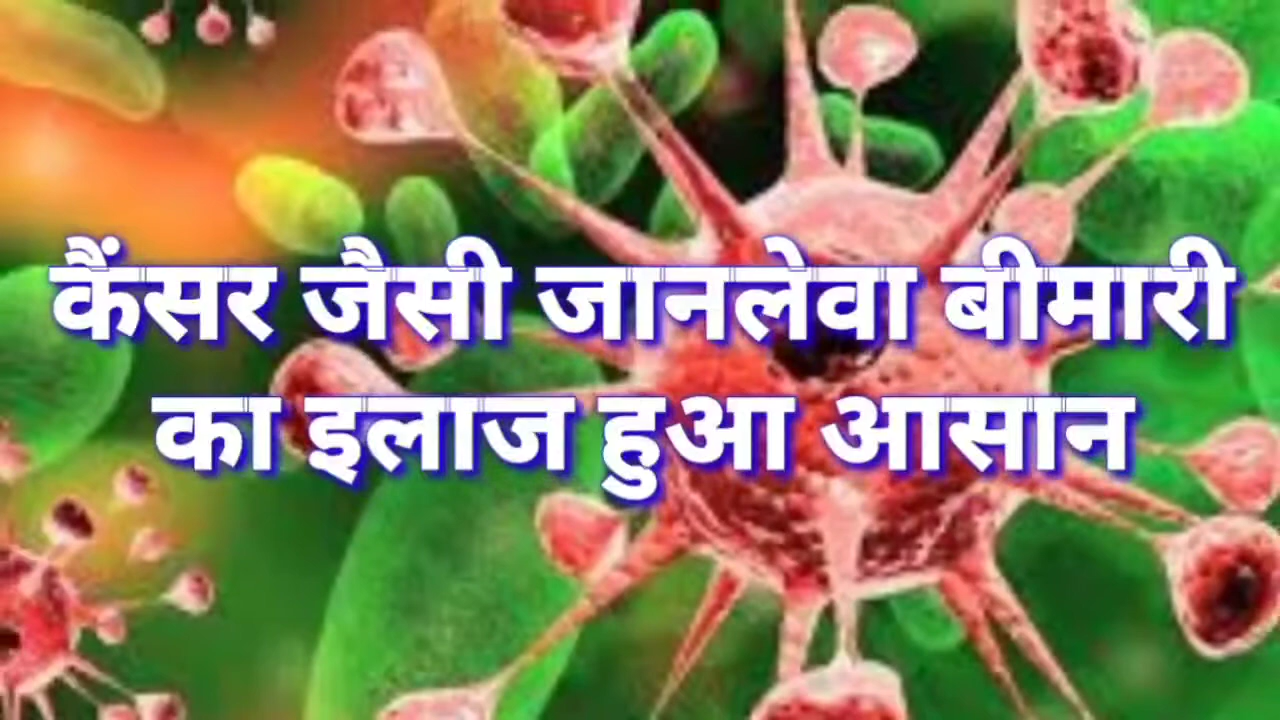 कैंसर जैसी जानलेवा बीमारी
का इलाज हुआ आसान